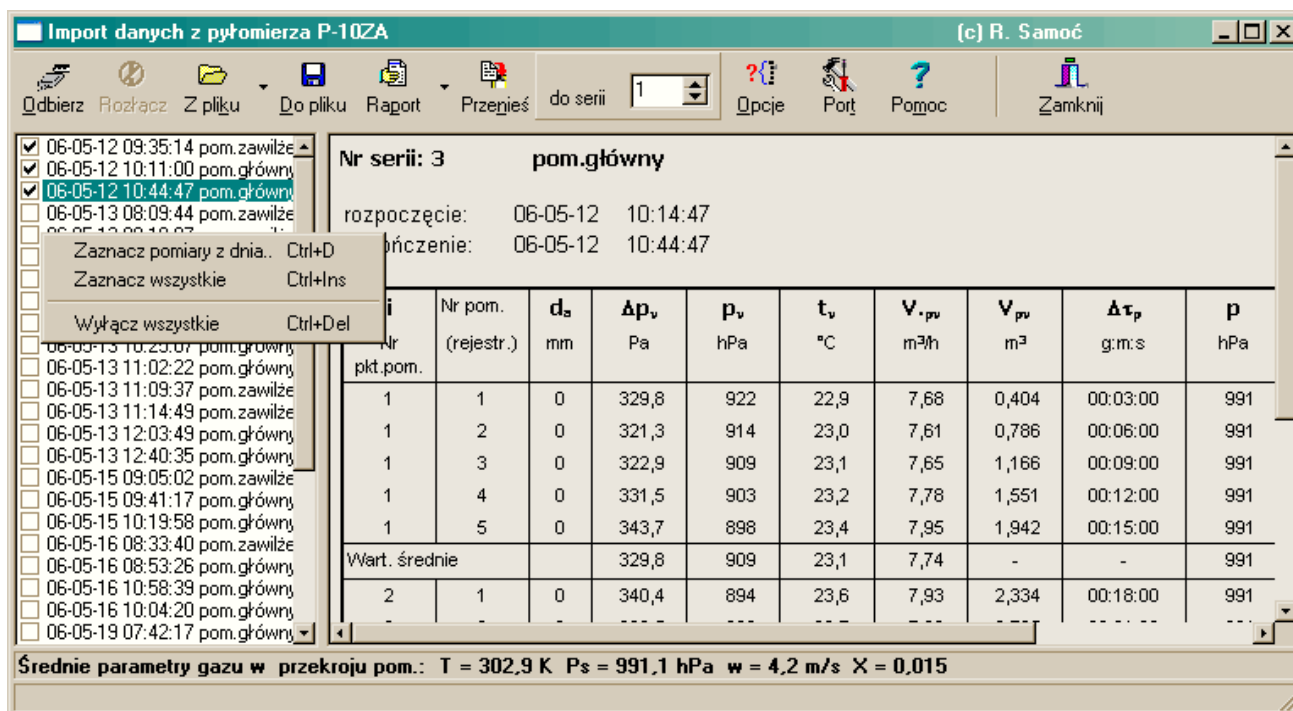 Import danych z pyłomierza P-10ZA (c) R. Samoć
Odbierz Rozłącz Z pliku Do pliku Raport Przenieś do serii 1 Opcje Port Pomoc Zamknij
06-05-12 09:35:14 pom.zawilże
06-05-12 10:11:00 pom.główny
06-05-12 10:44:47 pom.główny
06-05-13 08:09:44 pom.zawilże
Zaznacz pomiary z dnia.. Ctrl+D
Zaznacz wszystkie Ctrl+Ins
Wyłącz wszystkie Ctrl+Del
06-05-13 10:25:07 pom.główny
06-05-13 11:02:22 pom.główny
06-05-13 11:09:37 pom.zawilże
06-05-13 11:14:49 pom.zawilże
06-05-13 12:03:49 pom.główny
06-05-13 12:40:35 pom.główny
06-05-15 09:05:02 pom.zawilże
06-05-15 09:41:17 pom.główny
06-05-15 10:19:58 pom.główny
06-05-16 08:33:40 pom.zawilże
06-05-16 08:53:26 pom.główny
06-05-16 10:58:39 pom.główny
06-05-16 10:04:20 pom.główny
06-05-19 07:42:17 pom.główny
Nr serii: 3 pom.główny
rozpoczęcie: 06-05-12 10:14:47
ończenie: 06-05-12 10:44:47
i Nr pom. dₐ Δpᵥ pᵥ tᵥ V·ₚᵥ Vₚᵥ Δτₚ p
Nr (rejestr.) mm Pa hPa °C m³/h m³ g:m:s hPa
pkt.pom.
1 1 0 329,8 922 22,9 7,68 0,404 00:03:00 991
1 2 0 321,3 914 23,0 7,61 0,786 00:06:00 991
1 3 0 322,9 909 23,1 7,65 1,166 00:09:00 991
1 4 0 331,5 903 23,2 7,78 1,551 00:12:00 991
1 5 0 343,7 898 23,4 7,95 1,942 00:15:00 991
Wart. średnie 329,8 909 23,1 7,74 - - 991
2 1 0 340,4 894 23,6 7,93 2,334 00:18:00 991
Średnie parametry gazu w przekroju pom.: T = 302,9 K Ps = 991,1 hPa w = 4,2 m/s X = 0,015